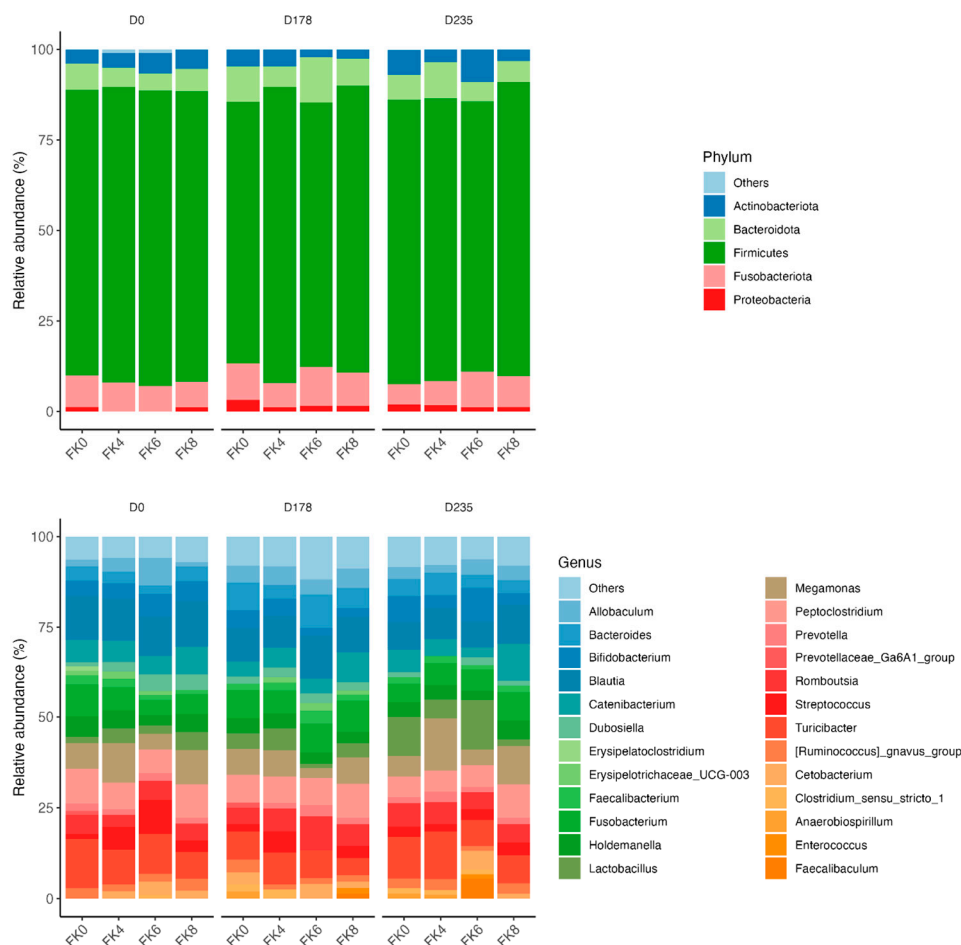 D0 D178 D235
Relative abundance (%)
100
75
50
25
0
FK0 FK4 FK6 FK8 FK0 FK4 FK6 FK8 FK0 FK4 FK6 FK8
Phylum
Others
Actinobacteriota
Bacteroidota
Firmicutes
Fusobacteriota
Proteobacteria
D0 D178 D235
Relative abundance (%)
100
75
50
25
0
FK0 FK4 FK6 FK8 FK0 FK4 FK6 FK8 FK0 FK4 FK6 FK8
Genus
Others
Allobaculum
Bacteroides
Bifidobacterium
Blautia
Catenibacterium
Dubosiella
Erysipelatoclostridium
Erysipelotrichaceae_UCG-003
Faecalibacterium
Fusobacterium
Holdemanella
Lactobacillus
Megamonas
Peptoclostridium
Prevotella
Prevotellaceae_Ga6A1_group
Romboutsia
Streptococcus
Turicibacter
[Ruminococcus]_gnavus_group
Cetobacterium
Clostridium_sensu_stricto_1
Anaerobiospirillum
Enterococcus
Faecalibaculum